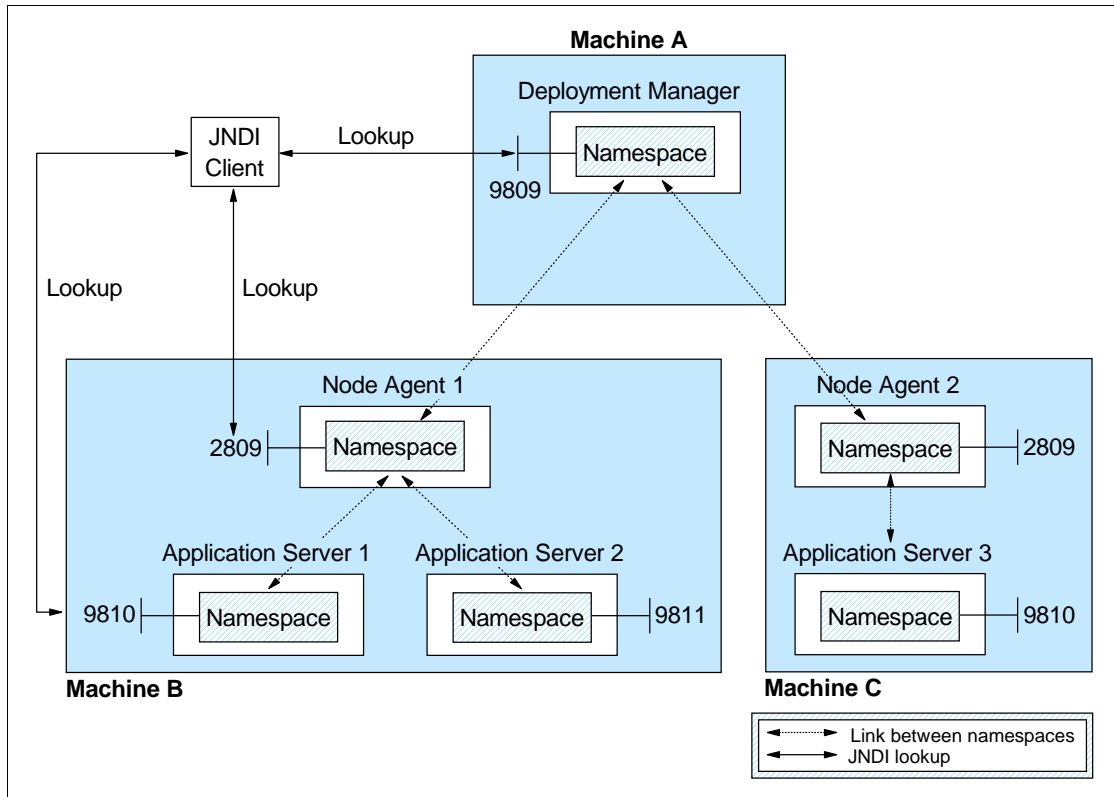 Machine A
Deployment Manager
JNDI
Client
Lookup
Namespace
9809
Lookup
Lookup
Node Agent 1
2809
Namespace
Application Server 1
Application Server 2
9810
Namespace
Namespace
9811
Machine B
Node Agent 2
Namespace
2809
Application Server 3
Namespace
9810
Machine C
Link between namespaces
JNDI lookup